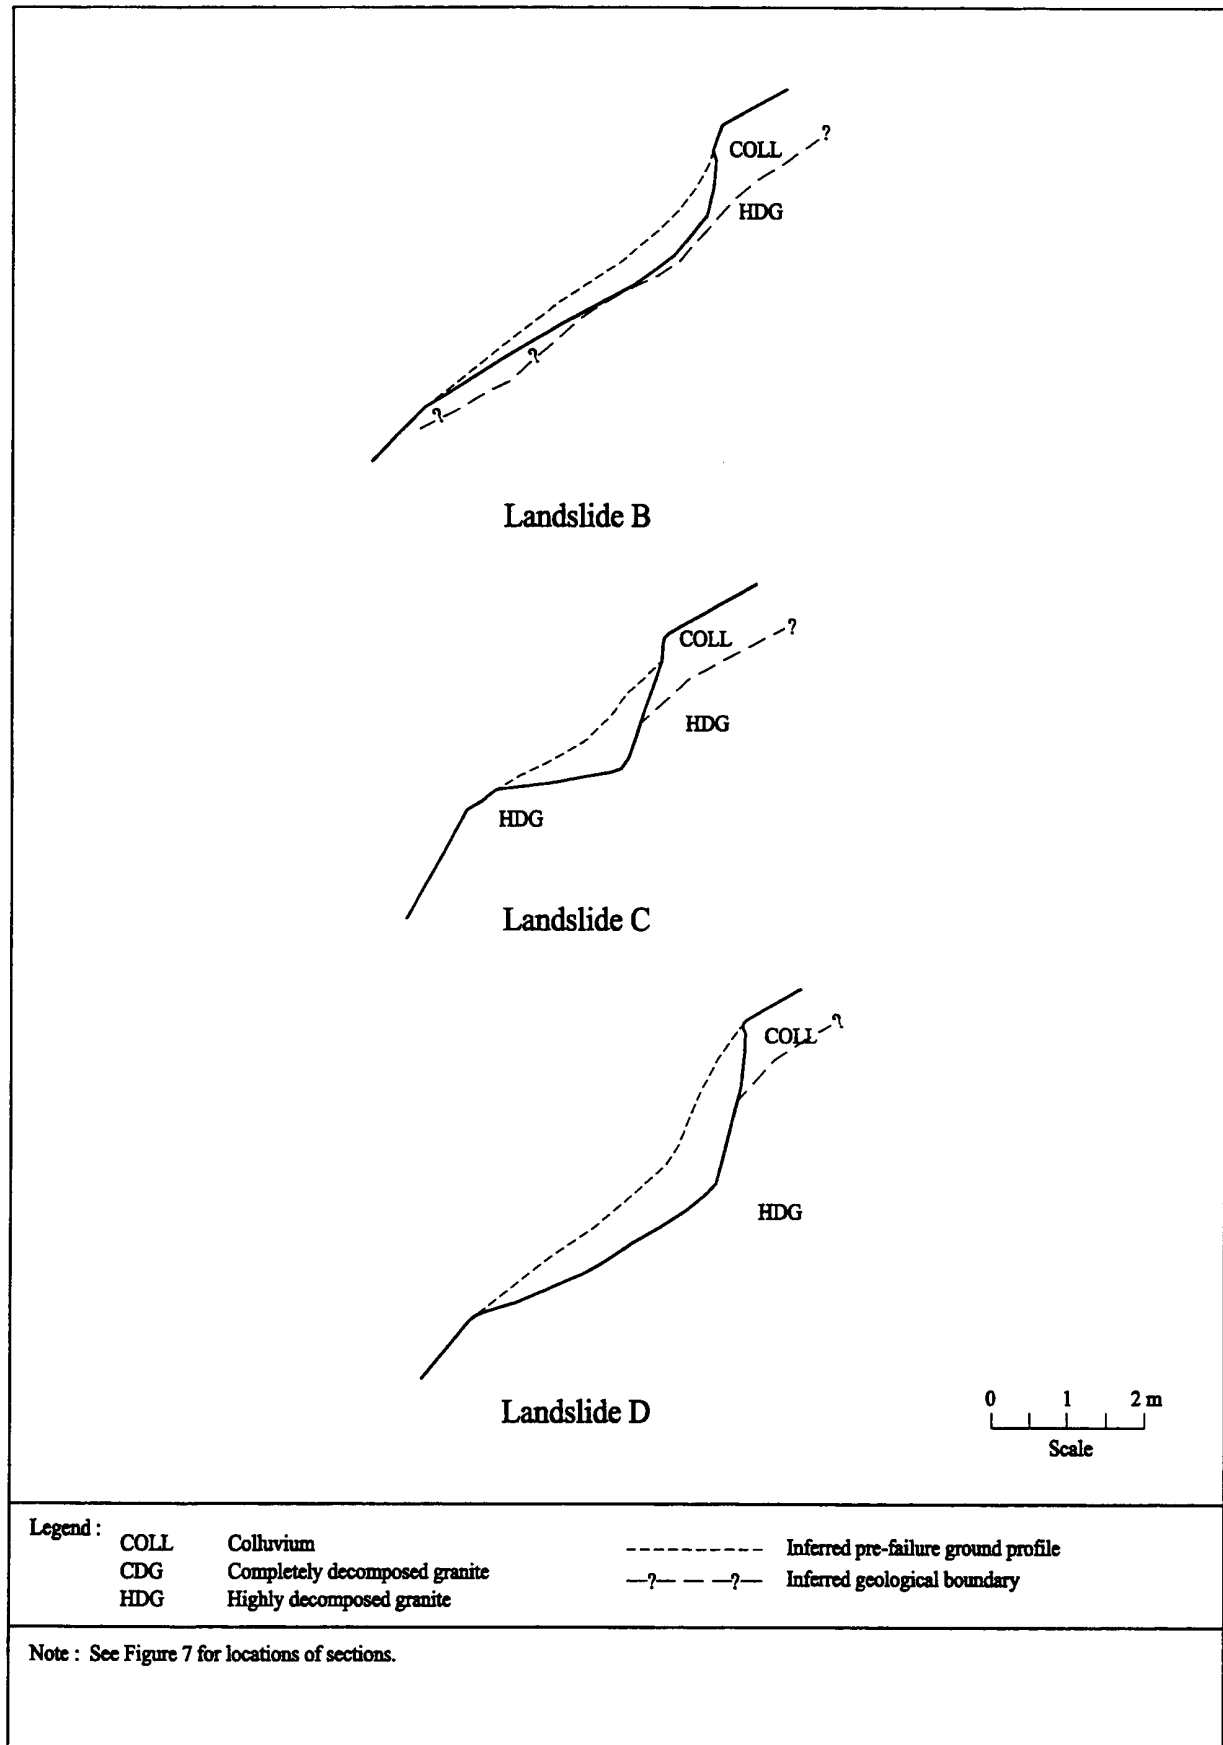 ?
COLL
HDG
?
?
Landslide B
?
COLL
HDG
HDG
Landslide C
?
COLL
HDG
Landslide D
0 1 2 m
Scale
Legend :
COLL Colluvium
CDG Completely decomposed granite
HDG Highly decomposed granite
Inferred pre-failure ground profile
—?— — —?— Inferred geological boundary
Note : See Figure 7 for locations of sections.